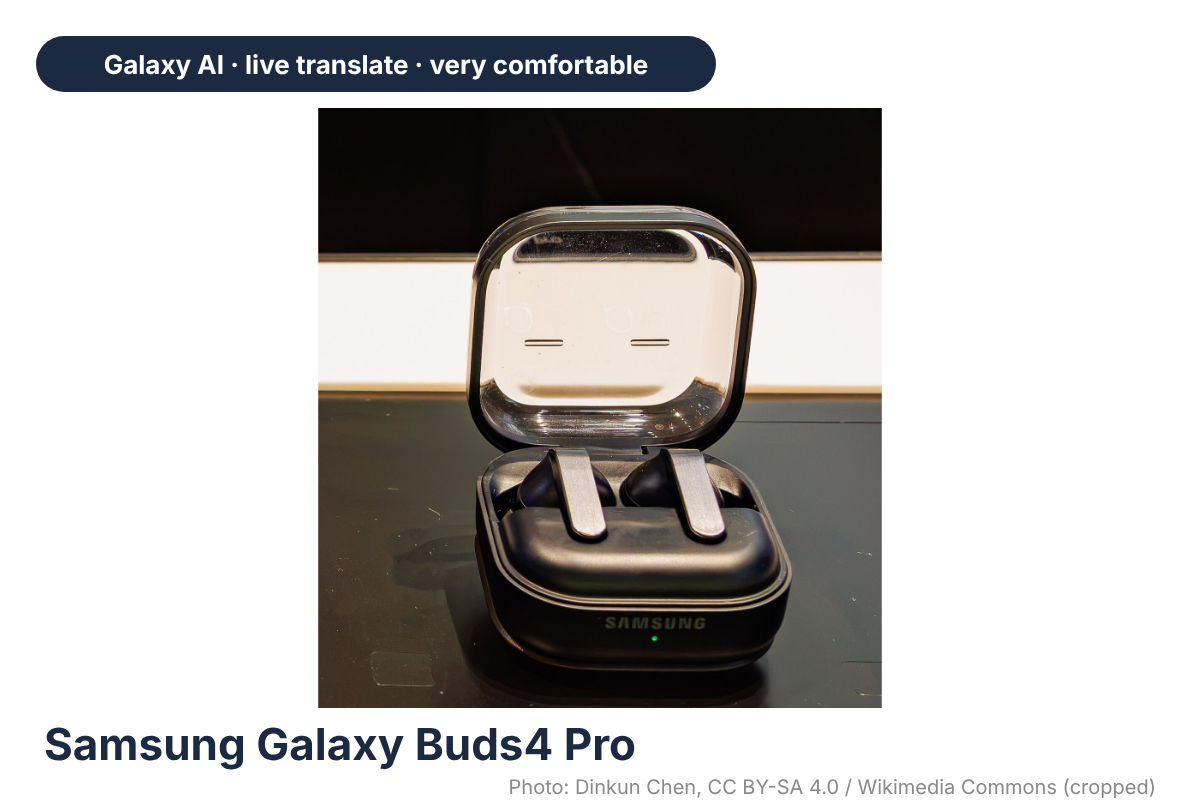 Galaxy AI · live translate · very comfortable
SAMSUNG
Samsung Galaxy Buds4 Pro
Photo: Dinkun Chen, CC BY-SA 4.0 / Wikimedia Commons (cropped)